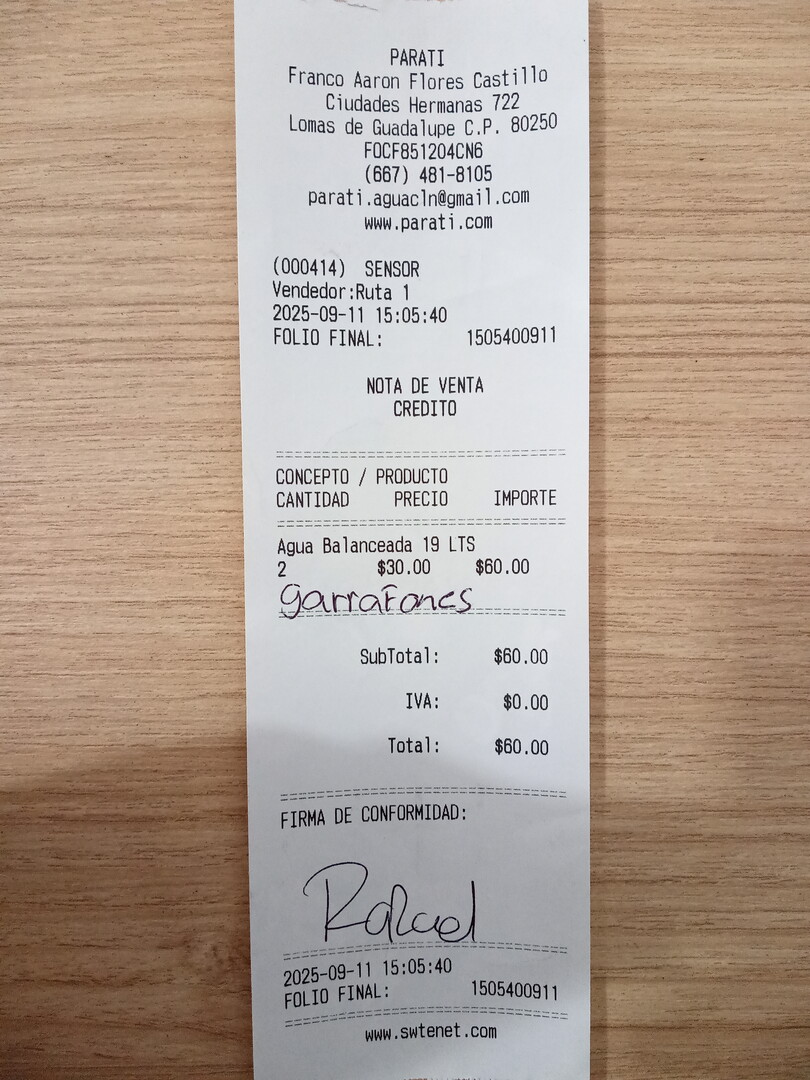 PARATI
Franco Aaron Flores Castillo
Ciudades Hermanas 722
Lomas de Guadalupe C.P. 80250
FOCF851204CN6
(667) 481-8105
parati.aguacln@gmail.com
www.parati.com
(000414) SENSOR
Vendedor:Ruta 1
2025-09-11 15:05:40
FOLIO FINAL: 1505400911
NOTA DE VENTA
CREDITO
CONCEPTO / PRODUCTO
CANTIDAD PRECIO IMPORTE
Agua Balanceada 19 LTS
2 $30.00 $60.00
garrafones
SubTotal: $60.00
IVA: $0.00
Total: $60.00
FIRMA DE CONFORMIDAD:
Rafael
2025-09-11 15:05:40
FOLIO FINAL: 1505400911
www.swtenet.com